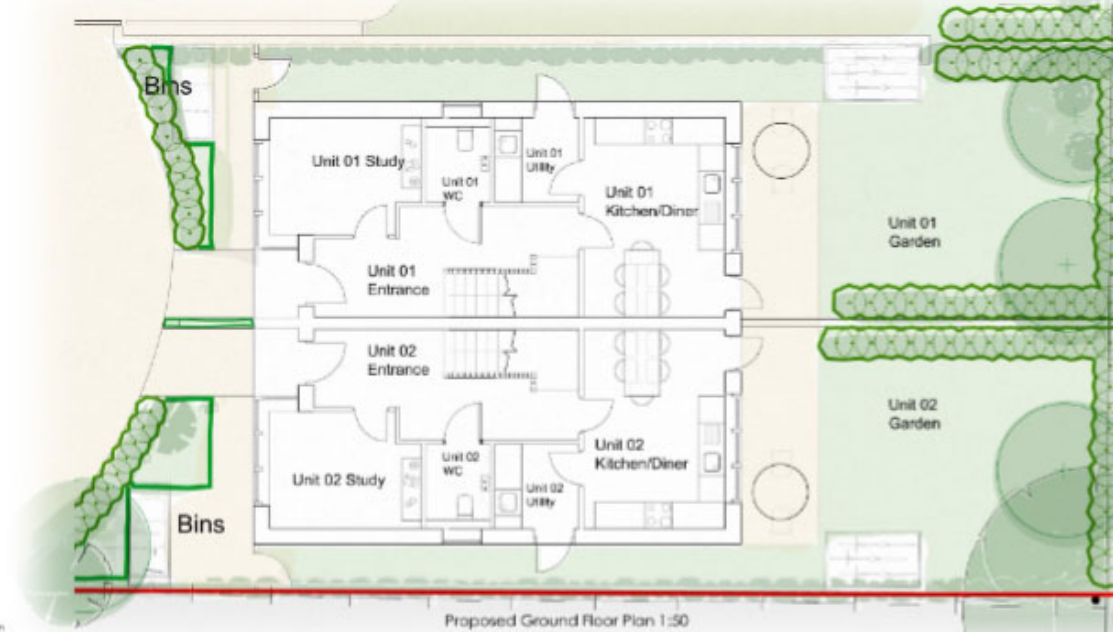 Bins
Unit 01 Study
Unit 01
WC
Unit 01
Utility
Unit 01
Kitchen/Diner
Unit 01
Garden
Unit 01
Entrance
Unit 02
Entrance
Unit 02
Garden
Unit 02
Kitchen/Diner
Unit 02
WC
Unit 02 Study
Unit 02
Utility
Bins
Proposed Ground Floor Plan 1:50